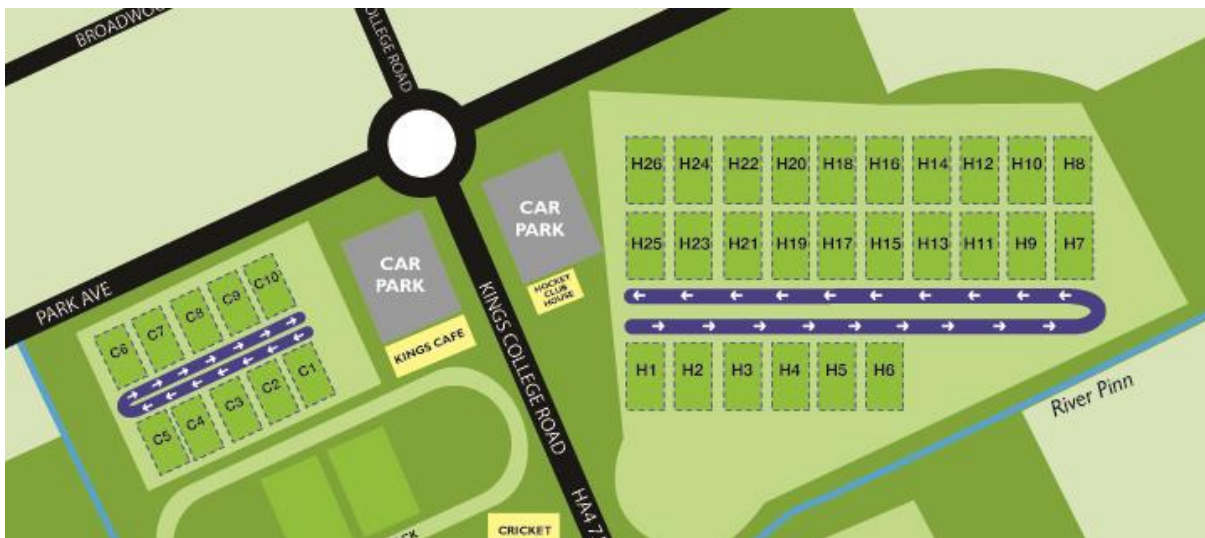 BROADWO
COLLEGE ROAD
H26 H24 H22 H20 H18 H16 H14 H12 H10 H8
CAR
PARK
H25 H23 H21 H19 H17 H15 H13 H11 H9 H7
CAR
PARK
HOCKEY
CLUB
HOUSE
PARK AVE
C6 C7 C8 C9 C10
KINGS CAFE
KINGS COLLEGE ROAD
C5 C4 C3 C2 C1
H1 H2 H3 H4 H5 H6
River Pinn
HA4 7
CRICKET
CK